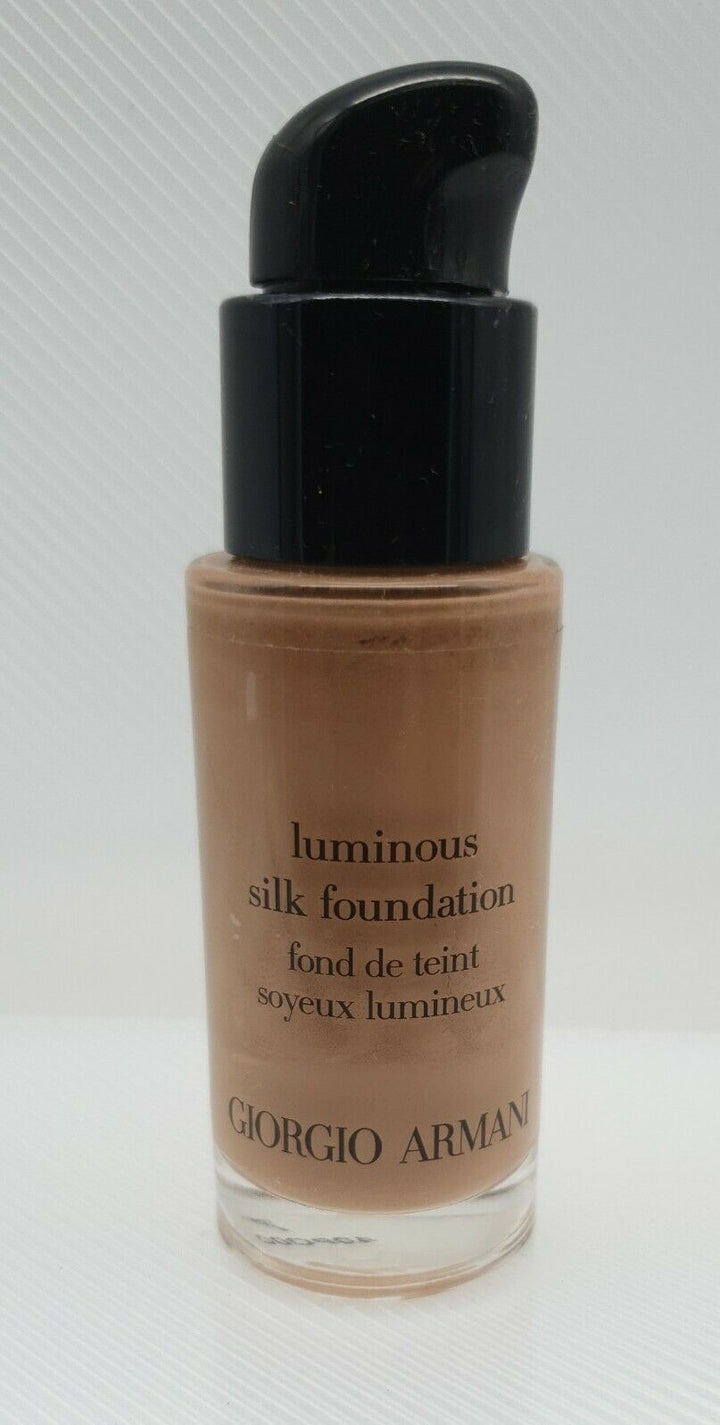 luminous
silk foundation
fond de teint
soyeux lumineux
GIORGIO ARMANI